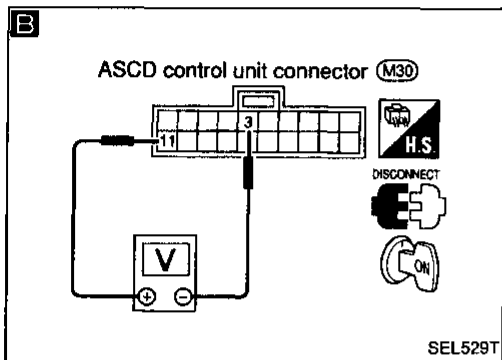 B
ASCD control unit connector M30
3
11
H.S.
DISCONNECT
V
ON
⊕ ⊖
SEL529T